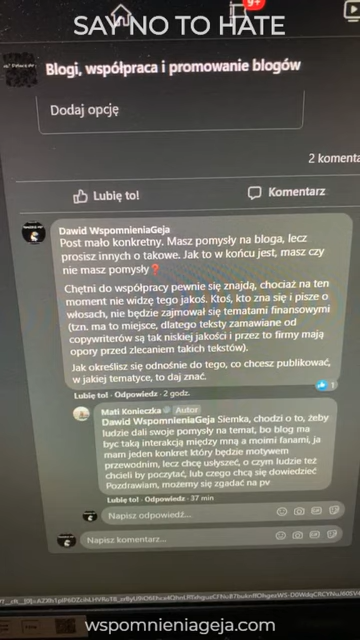 SAY NO TO HATE
9+
Blogi, współpraca i promowanie blogów
Dodaj opcję
2 komenta
Lubię to!
Komentarz
Dawid WspomnieniaGeja
Post mało konkretny. Masz pomysły na bloga, lecz
prosisz innych o takowe. Jak to w końcu jest, masz czy
nie masz pomysły?
Chętni do współpracy pewnie się znajdą, chociaż na ten
moment nie widzę tego jakoś. Ktoś, kto zna się i pisze o
włosach, nie będzie zajmował się tematami finansowymi
(tzn. ma to miejsce, dlatego teksty zamawiane od
copywriterów są tak niskiej jakości i przez to firmy mają
opory przed zlecaniem takich tekstów).
Jak określisz się odnośnie do tego, co chcesz publikować,
w jakiej tematyce, to daj znać.
1
Lubię to! · Odpowiedz · 2 godz.
Mati Konieczka Autor
Dawid WspomnieniaGeja Siemka, chodzi o to, żeby
ludzie dali swoje pomysły na temat, bo blog ma
być taką interakcją między mną a moimi fanami, ja
mam jeden konkret który będzie motywem
przewodnim, lecz chcę usłyszeć, o czym ludzie też
chcieli by poczytać, lub czego chcą się dowiedzieć
Pozdrawiam, możemy się zgadać na pv
Lubię to! · Odpowiedz · 37 min
Napisz odpowiedź...
Napisz komentarz...
wspomnieniageja.com